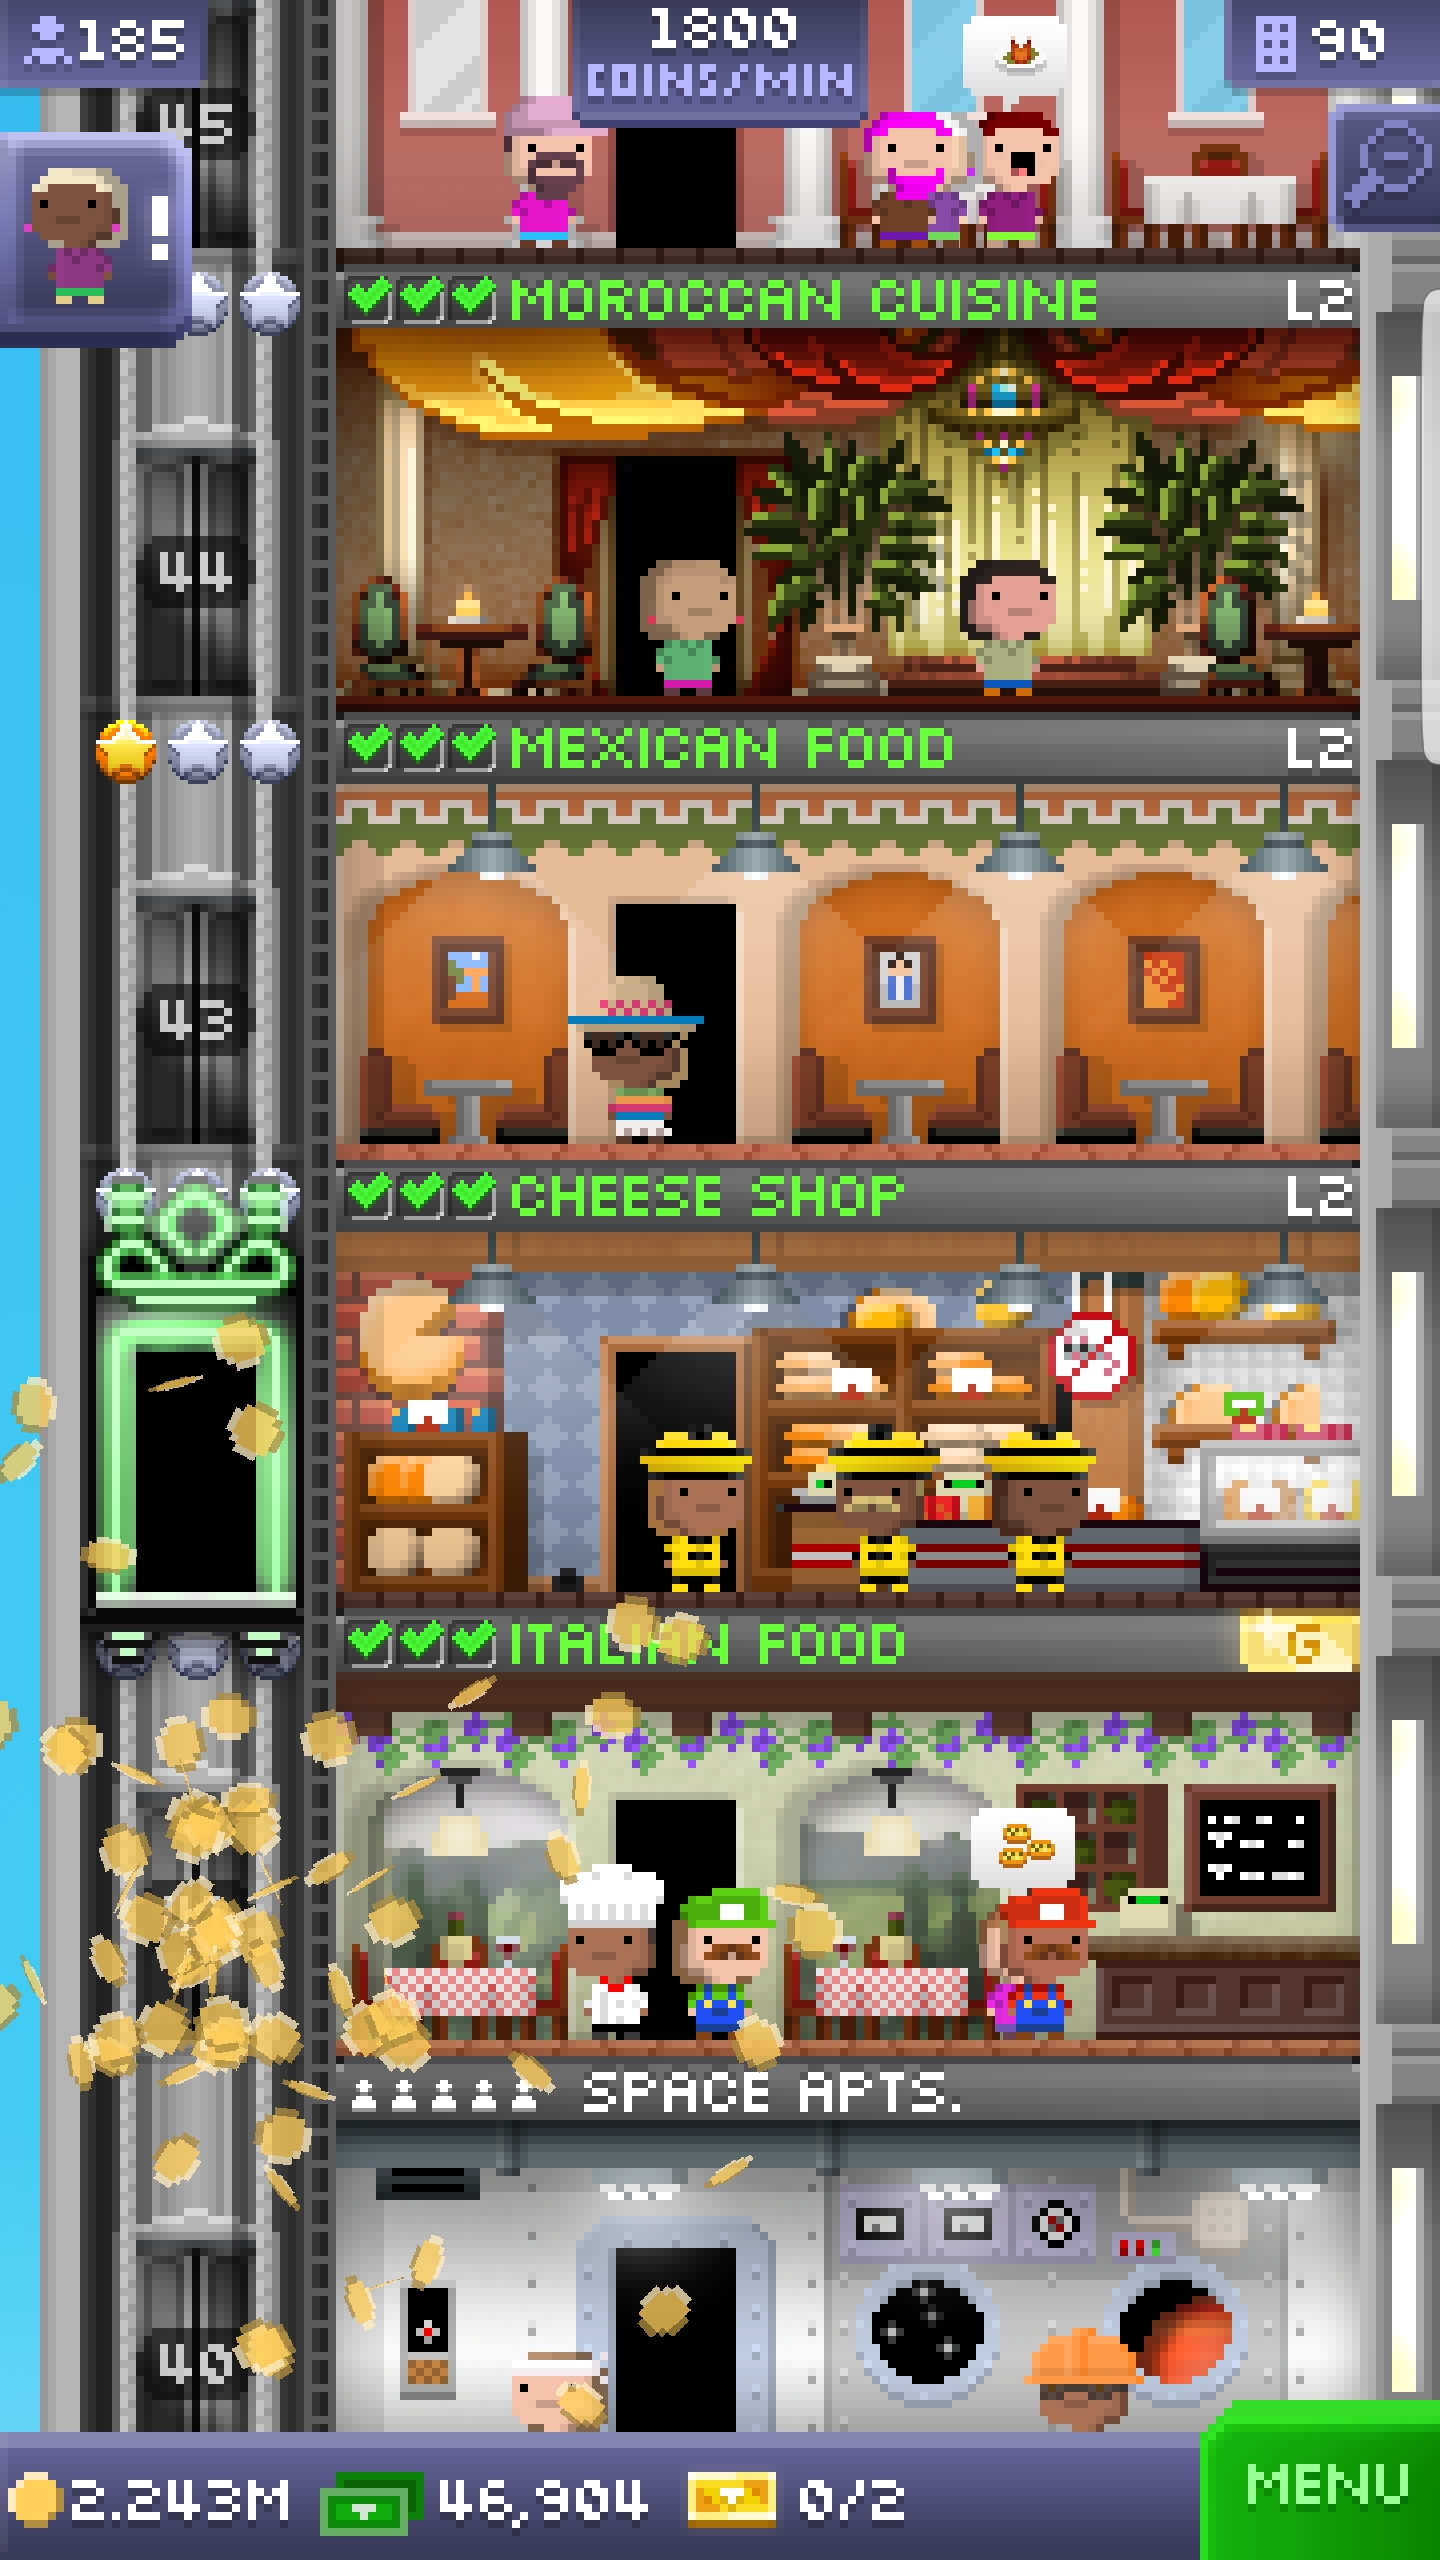 185
1800
COINS/MIN
90
45
!
MOROCCAN CUISINE L2
44
MEXICAN FOOD L2
43
CHEESE SHOP L2
ITALIAN FOOD G
SPACE APTS.
40
2.243M 46,904 0/2
MENU